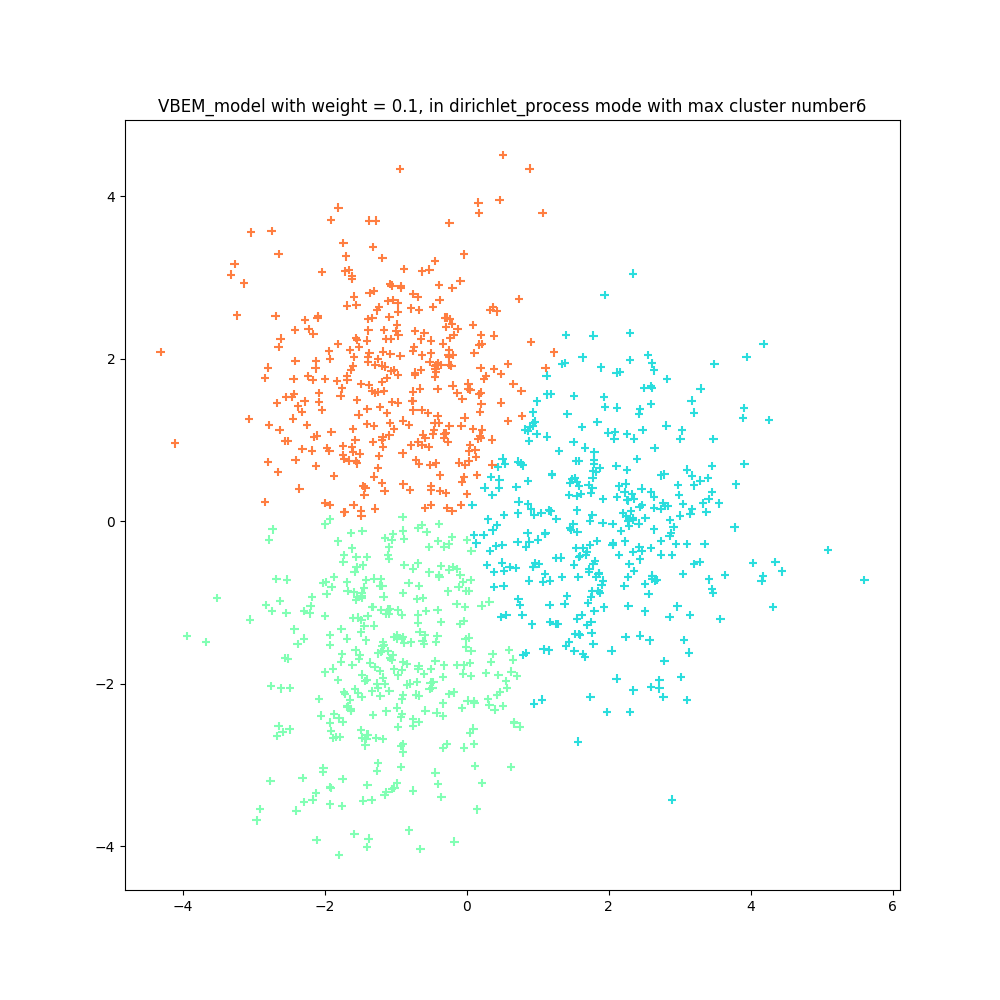 VBEM_model with weight = 0.1, in dirichlet_process mode with max cluster number6
4
2
0
−2
−4
−4 −2 0 2 4 6